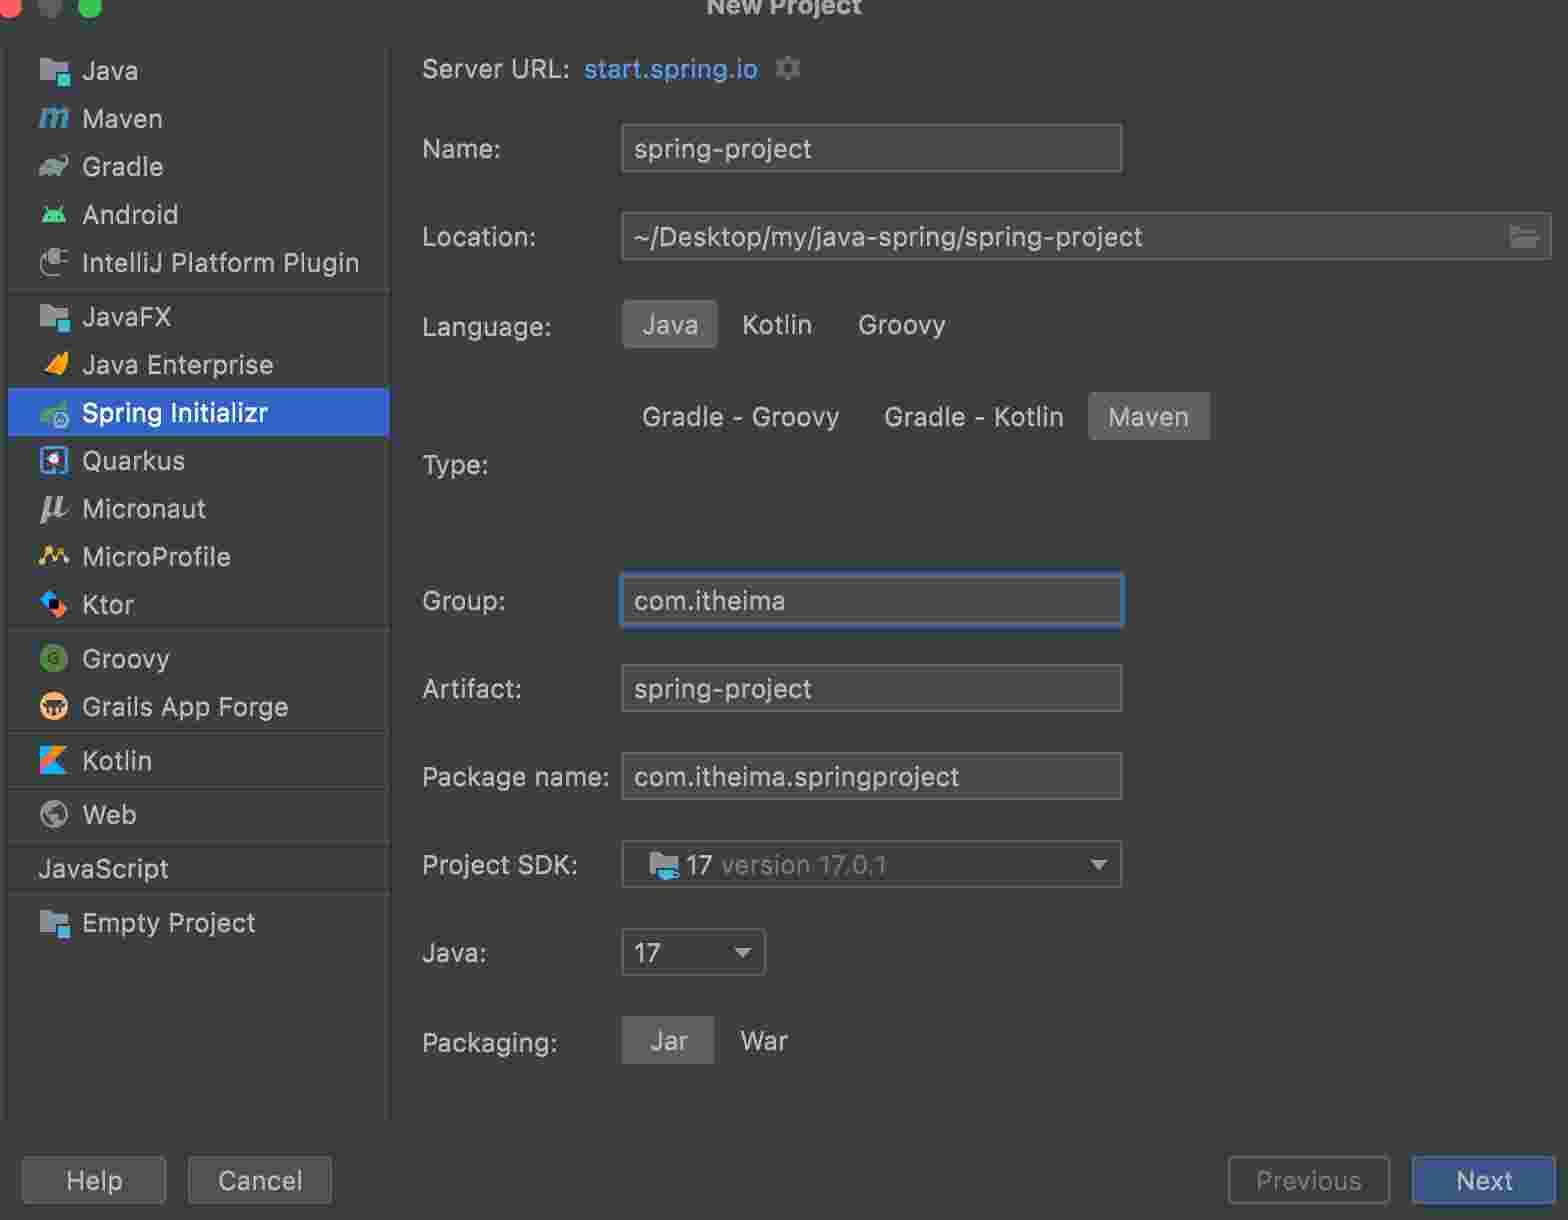 New Project
Java
Maven
Gradle
Android
IntelliJ Platform Plugin
JavaFX
Java Enterprise
Spring Initializr
Quarkus
Micronaut
MicroProfile
Ktor
Groovy
Grails App Forge
Kotlin
Web
JavaScript
Empty Project
Server URL: start.spring.io
Name: spring-project
Location: ~/Desktop/my/java-spring/spring-project
Language: Java Kotlin Groovy
Gradle - Groovy Gradle - Kotlin Maven
Type:
Group: com.itheima
Artifact: spring-project
Package name: com.itheima.springproject
Project SDK: 17 version 17.0.1
Java: 17
Packaging: Jar War
Help Cancel Previous Next